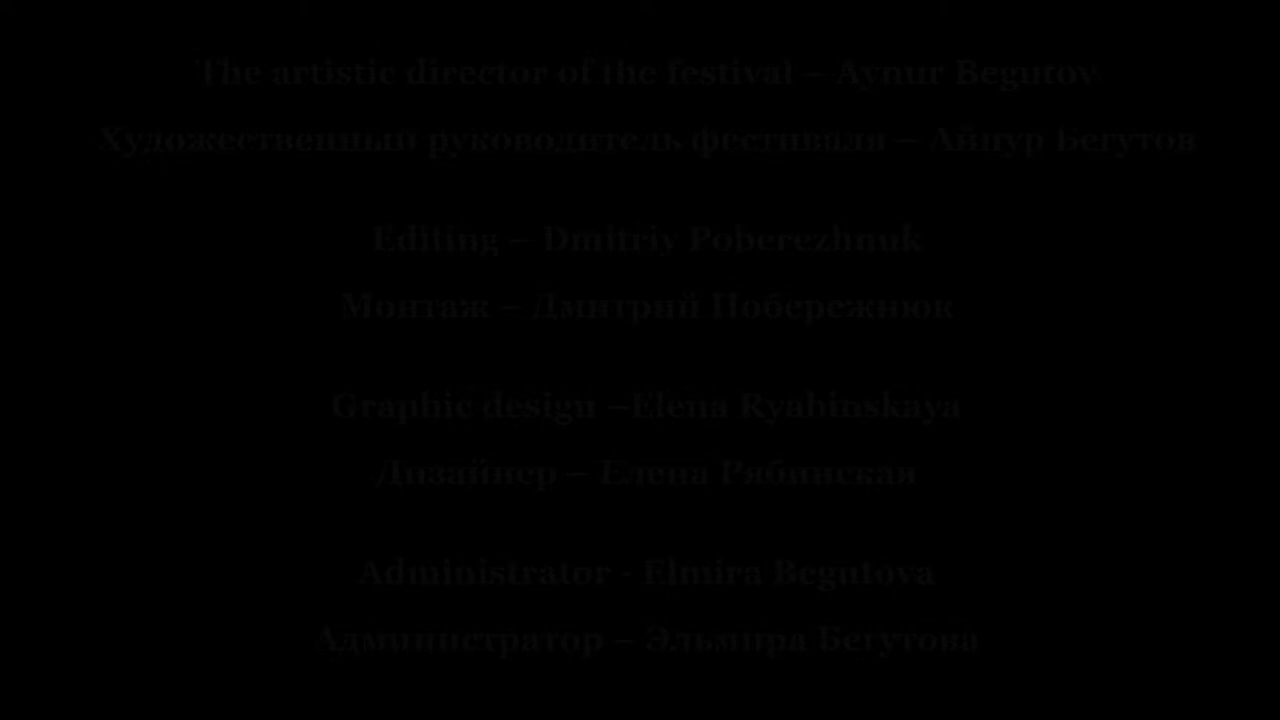 The artistic director of the festival – Aynur Begutov
Художественный руководитель фестиваля – Айнур Бегутов
Editing – Dmitriy Poberezhnuk
Монтаж – Дмитрий Побережнюк
Graphic design –Elena Ryabinskaya
Дизайнер – Елена Рябинская
Administrator - Elmira Begutova
Администратор – Эльмира Бегутова